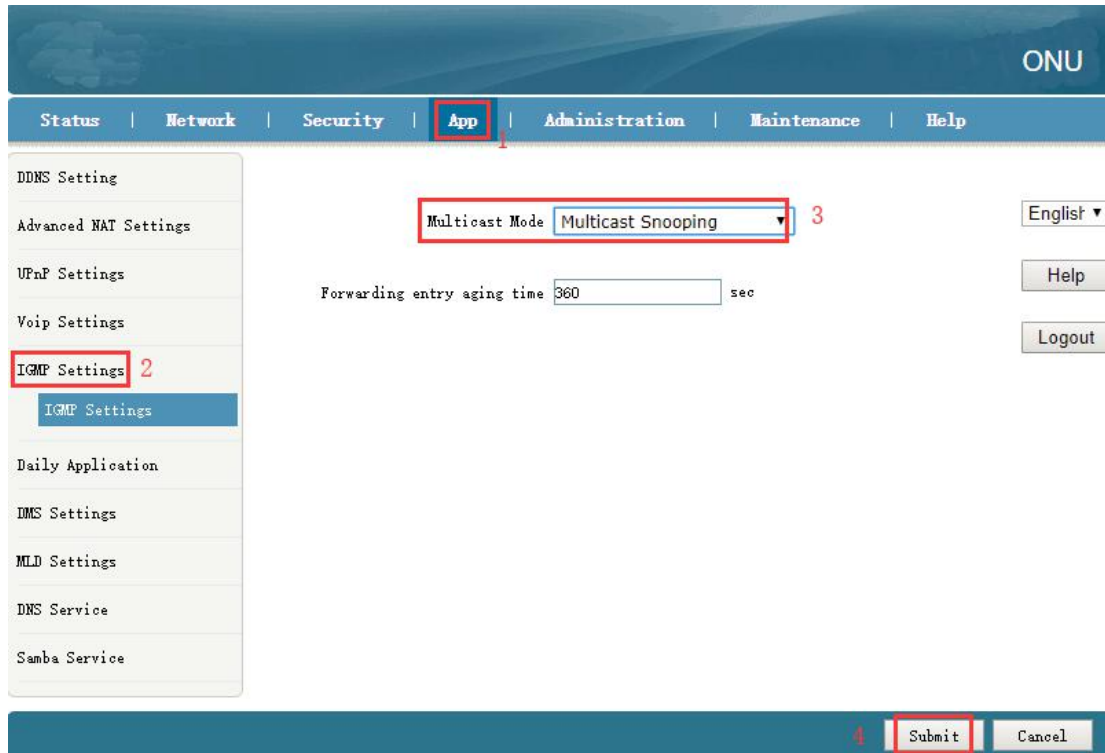 ONU
Status | Network | Security | App | Administration | Maintenance | Help
1
DDNS Setting
Advanced NAT Settings
UPnP Settings
Voip Settings
IGMP Settings 2
IGMP Settings
Daily Application
DMS Settings
MLD Settings
DNS Service
Samba Service
Multicast Mode Multicast Snooping 3
Forwarding entry aging time 360 sec
English
Help
Logout
4 Submit Cancel